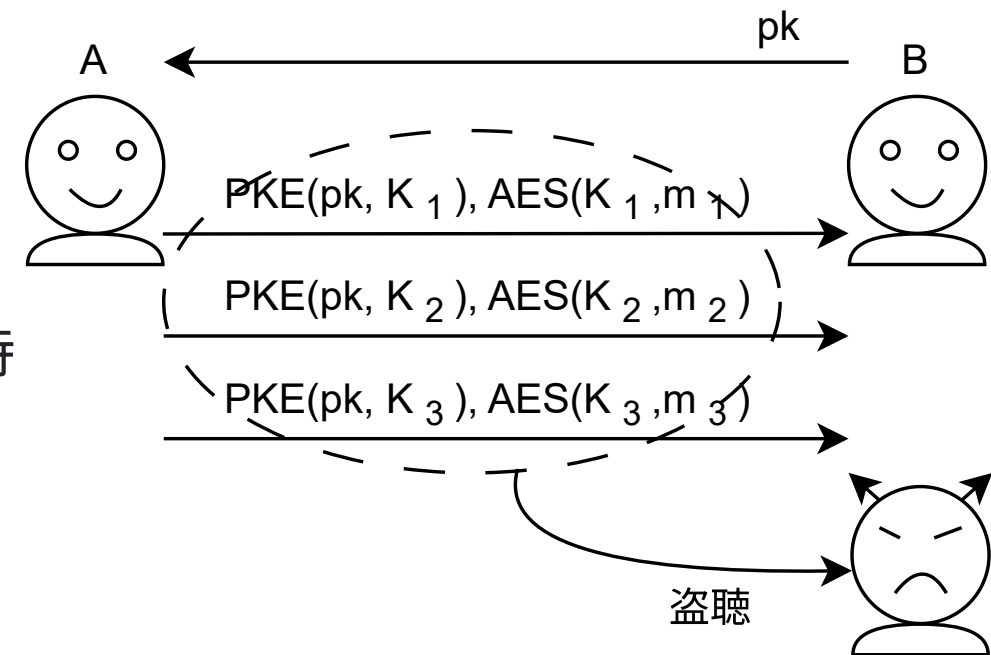 pk
A
B
PKE(pk, K 1 ), AES(K 1 ,m 1 )
PKE(pk, K 2 ), AES(K 2 ,m 2 )
PKE(pk, K 3 ), AES(K 3 ,m 3 )
盗聴